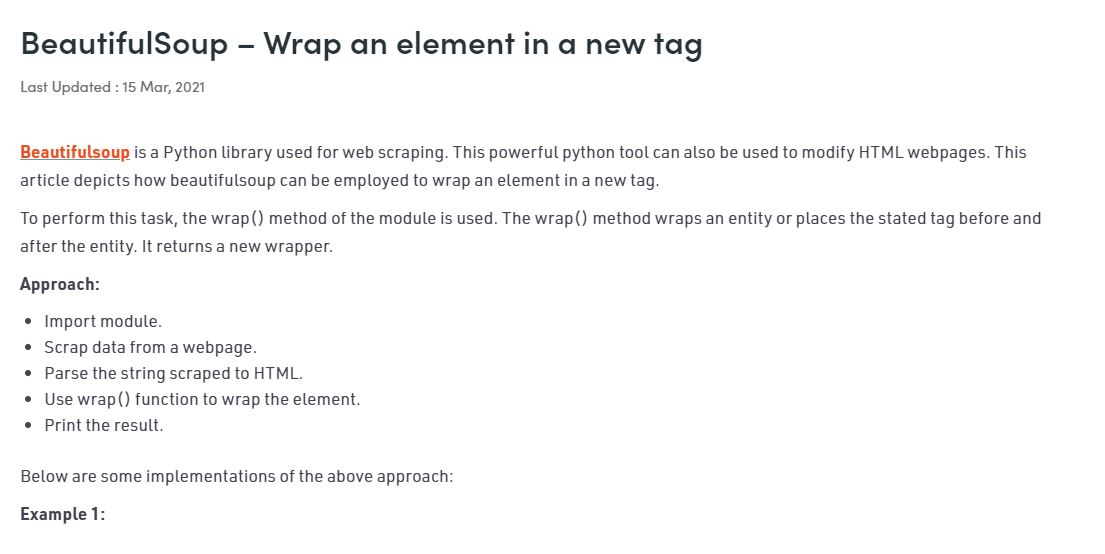 BeautifulSoup – Wrap an element in a new tag
Last Updated : 15 Mar, 2021
Beautifulsoup is a Python library used for web scraping. This powerful python tool can also be used to modify HTML webpages. This
article depicts how beautifulsoup can be employed to wrap an element in a new tag.
To perform this task, the wrap() method of the module is used. The wrap() method wraps an entity or places the stated tag before and
after the entity. It returns a new wrapper.
Approach:
• Import module.
• Scrap data from a webpage.
• Parse the string scraped to HTML.
• Use wrap() function to wrap the element.
• Print the result.
Below are some implementations of the above approach:
Example 1: